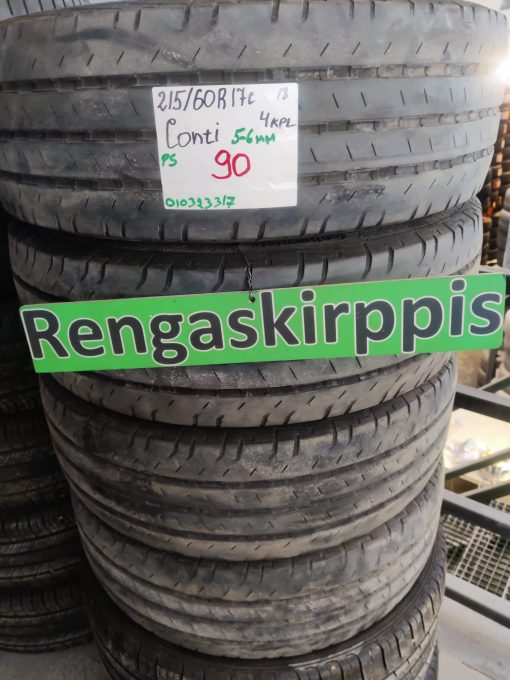 215/60R17c 18
4KPL
Conti 5-6mm
PS
90
010323317
Rengaskirppis